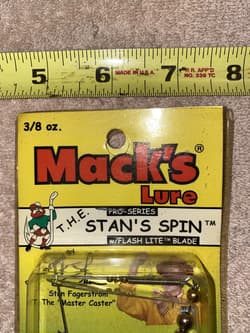 5 6 MADE IN U.S.A. 7 8
3/8 oz.
Mack's®
Lure
T.H.E.
PRO-SERIES
STAN'S SPIN™
w/FLASH LITE™ BLADE
Stan Fagerstrom
The "Master Caster"